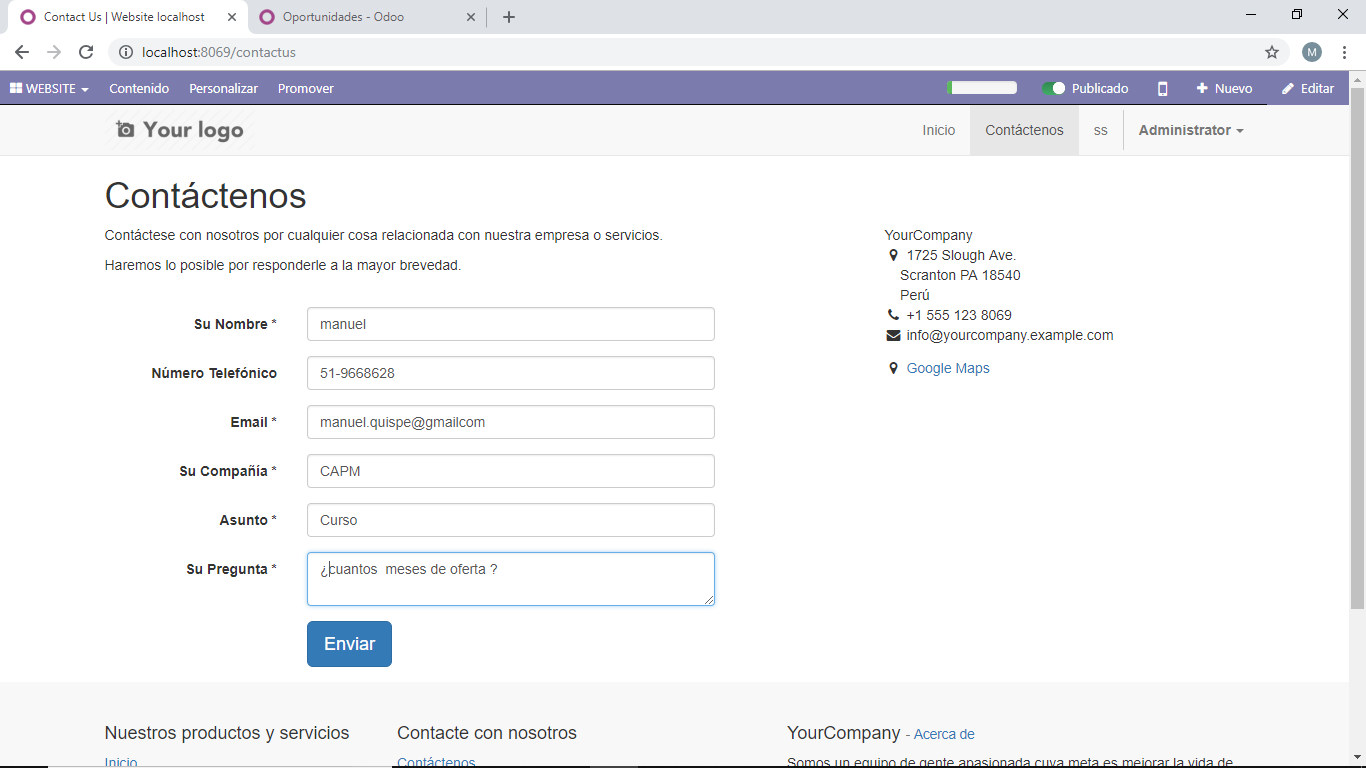 Contact Us | Website localhost
Oportunidades - Odoo
localhost:8069/contactus
M
WEBSITE Contenido Personalizar Promover Publicado Nuevo Editar
Your logo Inicio Contáctenos ss Administrator
Contáctenos
Contáctese con nosotros por cualquier cosa relacionada con nuestra empresa o servicios.
Haremos lo posible por responderle a la mayor brevedad.
Su Nombre * manuel
Número Telefónico 51-9668628
Email * manuel.quispe@gmailcom
Su Compañía * CAPM
Asunto * Curso
Su Pregunta * ¿cuantos  meses de oferta ?
Enviar
YourCompany
1725 Slough Ave.
Scranton PA 18540
Perú
+1 555 123 8069
info@yourcompany.example.com
Google Maps
Nuestros productos y servicios
Inicio
Contacte con nosotros
Contáctenos
YourCompany - Acerca de
Somos un equipo de gente apasionada cuya meta es mejorar la vida de